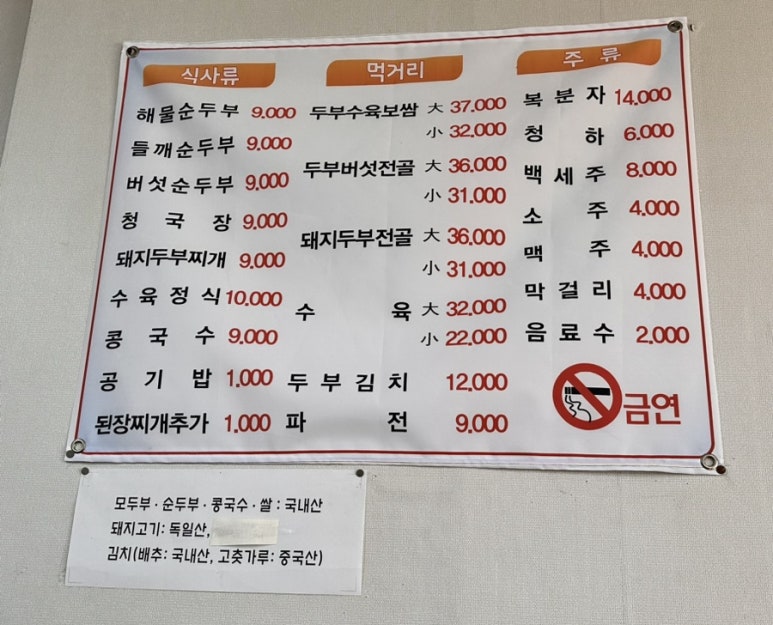 식사류
해물순두부 9.000
들깨순두부 9.000
버섯순두부 9.000
청국장 9.000
돼지두부찌개 9.000
수육정식 10.000
콩국수 9.000
공기밥 1.000
된장찌개추가 1.000
먹거리
두부수육보쌈 大 37.000
小 32.000
두부버섯전골 大 36.000
小 31.000
돼지두부전골 大 36.000
小 31.000
수육 大 32.000
小 22.000
두부김치 12.000
파전 9.000
주류
복분자 14.000
청하 6.000
백세주 8.000
소주 4.000
맥주 4.000
막걸리 4.000
음료수 2.000
금연
모두부·순두부·콩국수·쌀:국내산
돼지고기: 독일산,
김치(배추: 국내산, 고춧가루: 중국산)